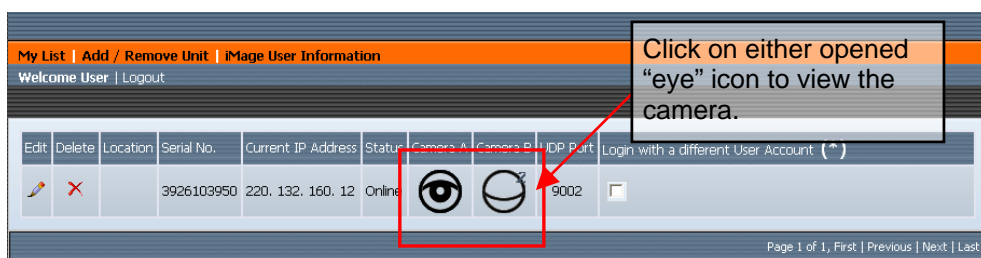 My List | Add / Remove Unit | iMage User Information
Welcome User | Logout
Click on either opened
“eye” icon to view the
camera.
Edit Delete Location Serial No. Current IP Address Status Camera A Camera B UDP Port Login with a different User Account (*)
3926103950 220. 132. 160. 12 Online z 9002
Page 1 of 1, First | Previous | Next | Last